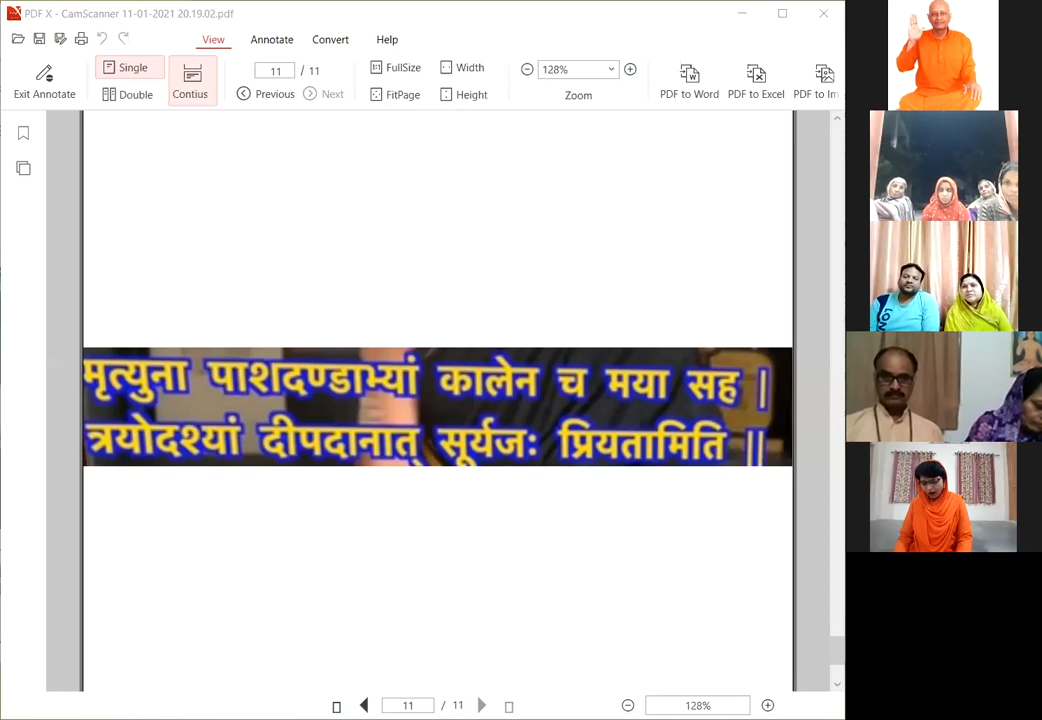 PDF X - CamScanner 11-01-2021 20.19.02.pdf
View Annotate Convert Help
Exit Annotate
Single
Double
Contius
11 / 11
Previous Next
FullSize Width
FitPage Height
128%
Zoom
PDF to Word PDF to Excel PDF to Im
मृत्युना पाशदण्डाभ्यां कालेन च मया सह |
त्रयोदश्यां दीपदानात् सूर्यजः प्रियतामिति ||
11 / 11
128%